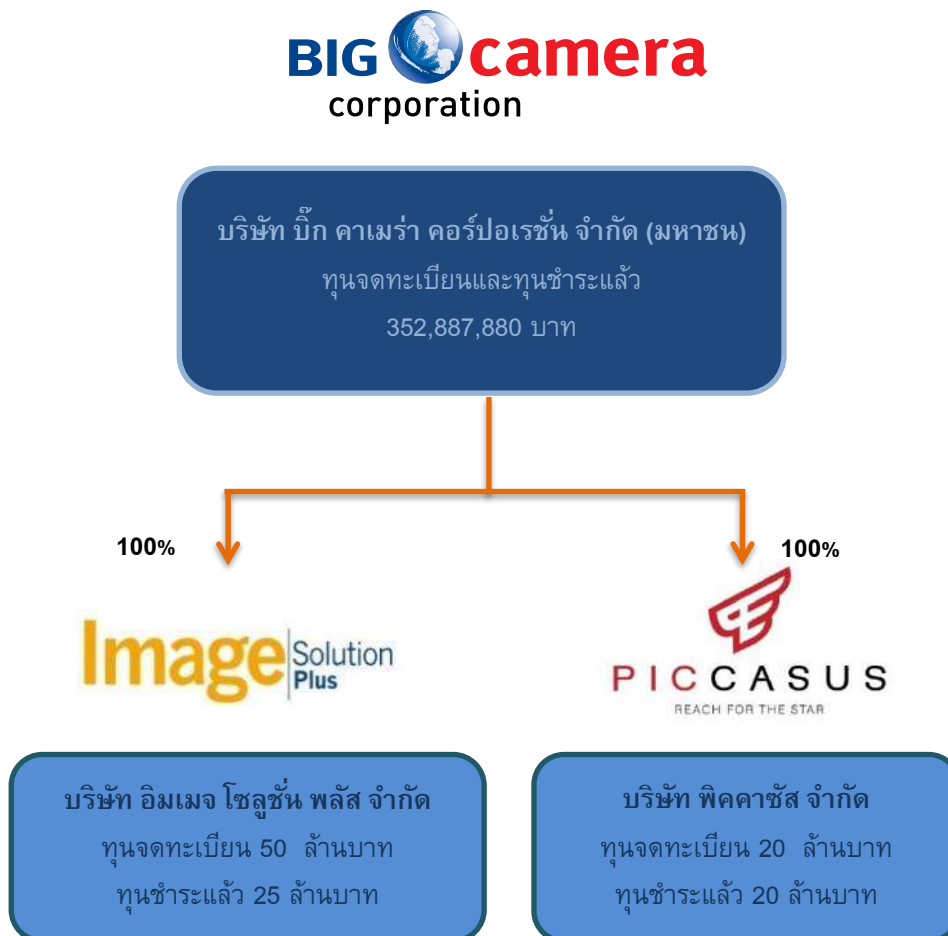 BIG camera
corporation
บริษัท บิ๊ก คาเมร่า คอร์ปอเรชั่น จำกัด (มหาชน)
ทุนจดทะเบียนและทุนชำระแล้ว
352,887,880 บาท
100%
100%
Image Solution Plus
PICCASUS
REACH FOR THE STAR
บริษัท อิมเมจ โซลูชั่น พลัส จำกัด
ทุนจดทะเบียน 50 ล้านบาท
ทุนชำระแล้ว 25 ล้านบาท
บริษัท พิคคาซัส จำกัด
ทุนจดทะเบียน 20 ล้านบาท
ทุนชำระแล้ว 20 ล้านบาท